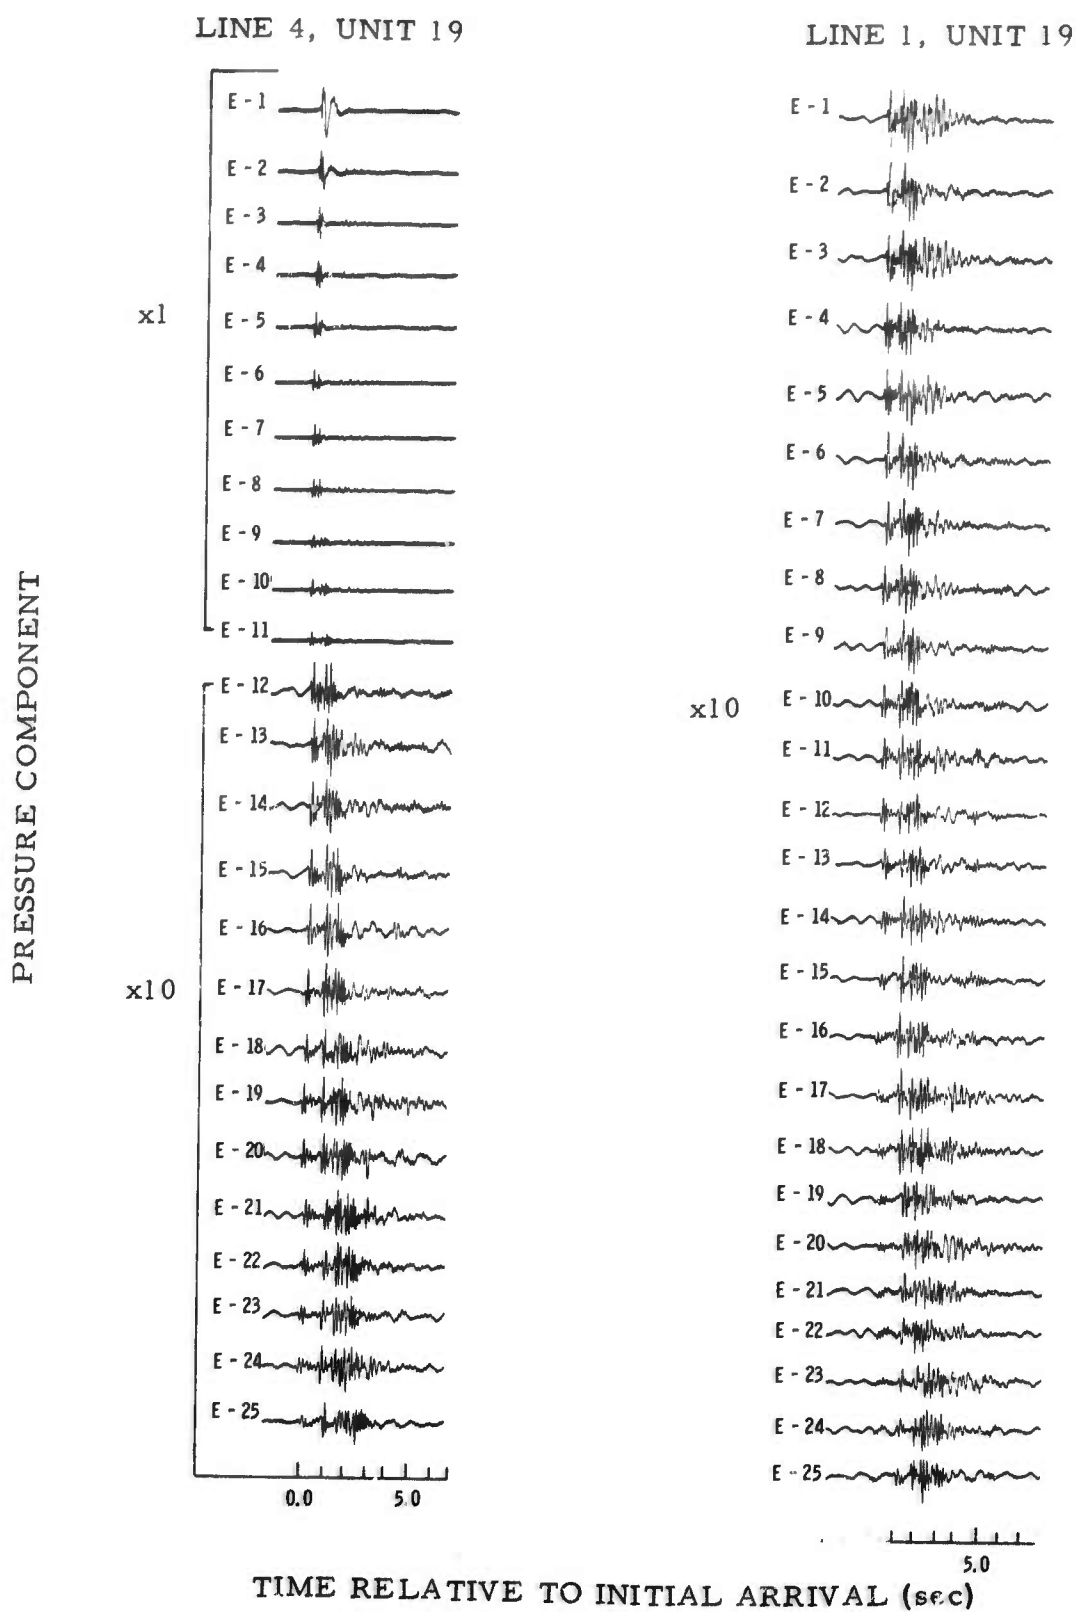 LINE 4, UNIT 19
E - 1
E - 2
E - 3
E - 4
E - 5
E - 6
E - 7
E - 8
E - 9
E - 10
E - 11
E - 12
E - 13
E - 14
E - 15
E - 16
E - 17
E - 18
E - 19
E - 20
E - 21
E - 22
E - 23
E - 24
E - 25
x1
x10
0.0 5.0
PRESSURE COMPONENT
LINE 1, UNIT 19
E - 1
E - 2
E - 3
E - 4
E - 5
E - 6
E - 7
E - 8
E - 9
E - 10
E - 11
E - 12
E - 13
E - 14
E - 15
E - 16
E - 17
E - 18
E - 19
E - 20
E - 21
E - 22
E - 23
E - 24
E - 25
x10
5.0
TIME RELATIVE TO INITIAL ARRIVAL (sec)